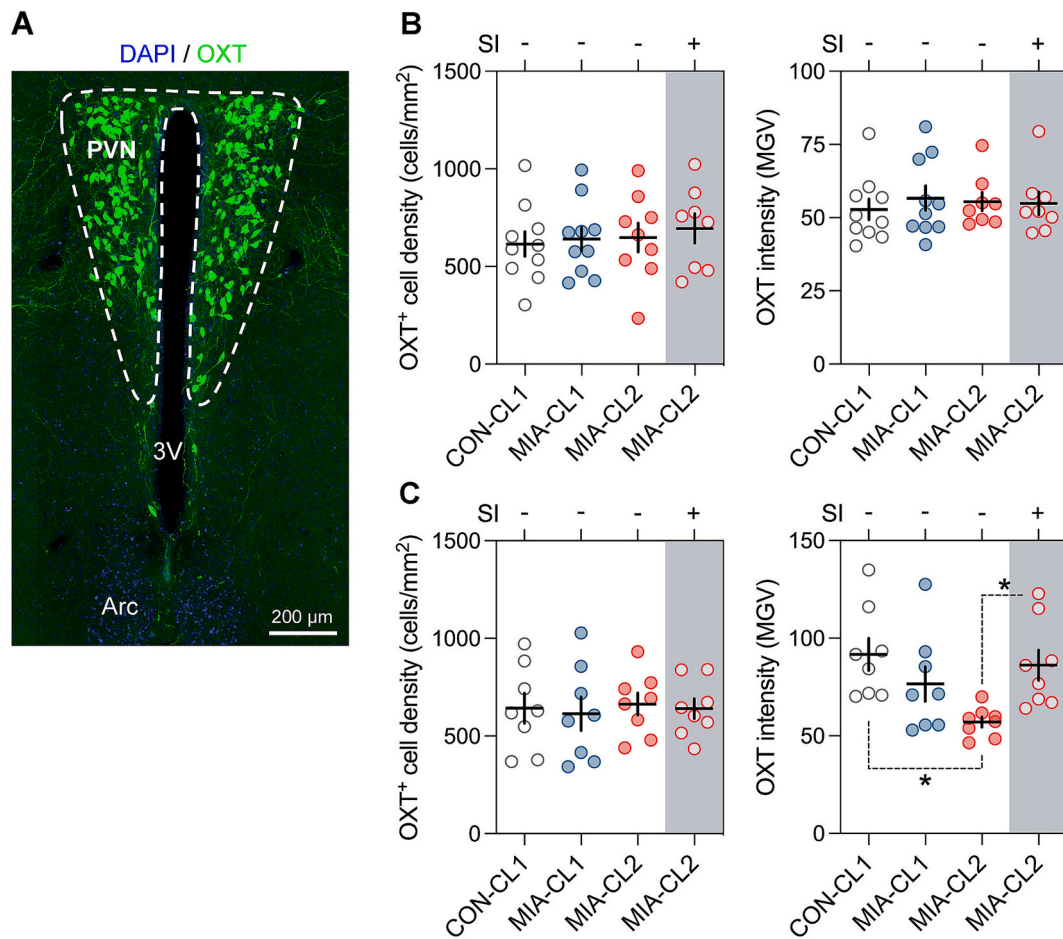 A
DAPI / OXT
PVN
3V
Arc
200 µm
B
SI - - - +
OXT⁺ cell density (cells/mm²)
1500
1000
500
0
CON-CL1
MIA-CL1
MIA-CL2
MIA-CL2
SI - - - +
OXT intensity (MGV)
100
75
50
25
0
CON-CL1
MIA-CL1
MIA-CL2
MIA-CL2
C
SI - - - +
OXT⁺ cell density (cells/mm²)
1500
1000
500
0
CON-CL1
MIA-CL1
MIA-CL2
MIA-CL2
SI - - - +
OXT intensity (MGV)
150
100
50
0
*
*
CON-CL1
MIA-CL1
MIA-CL2
MIA-CL2